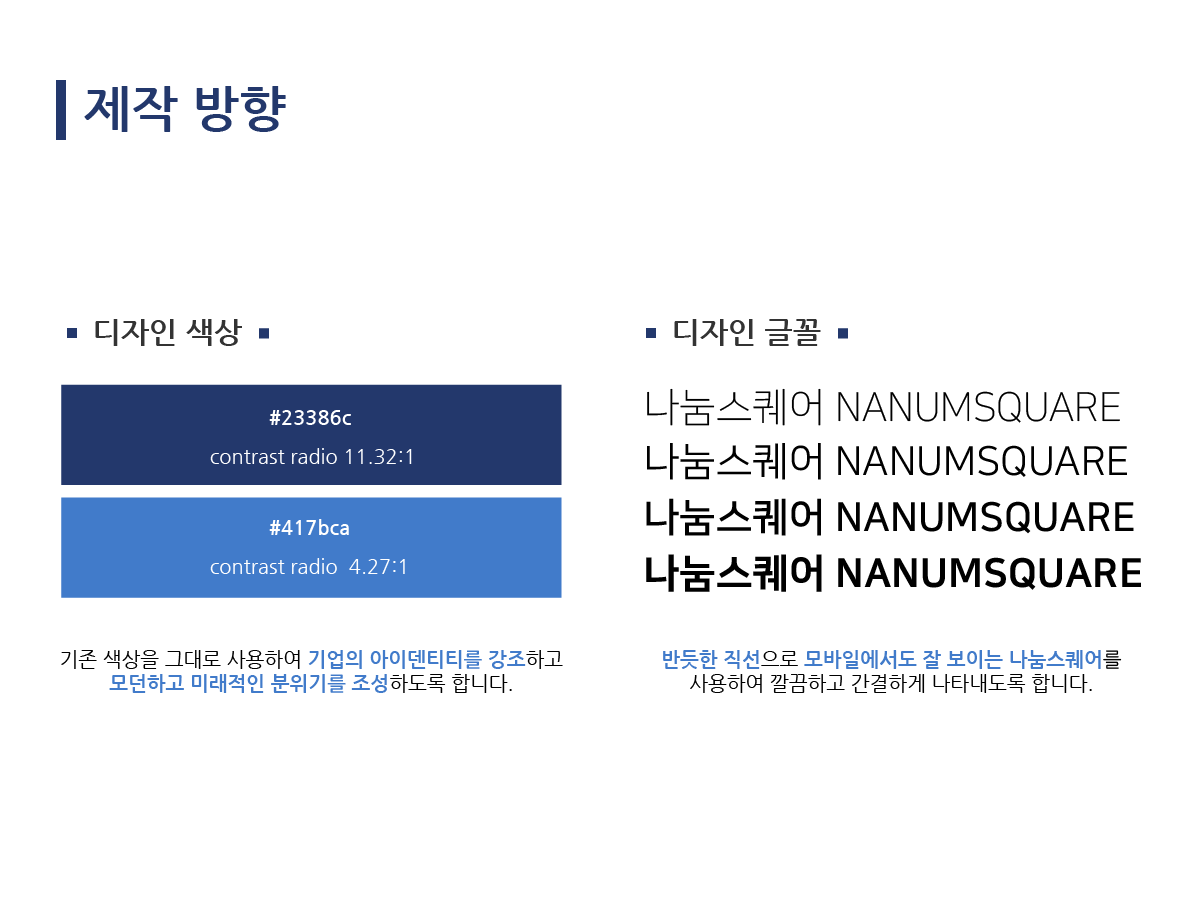 제작 방향
디자인 색상
#23386c
contrast radio 11.32:1
#417bca
contrast radio 4.27:1
기존 색상을 그대로 사용하여 기업의 아이덴티티를 강조하고
모던하고 미래적인 분위기를 조성하도록 합니다.
디자인 글꼴
나눔스퀘어 NANUMSQUARE
나눔스퀘어 NANUMSQUARE
나눔스퀘어 NANUMSQUARE
나눔스퀘어 NANUMSQUARE
반듯한 직선으로 모바일에서도 잘 보이는 나눔스퀘어를
사용하여 깔끔하고 간결하게 나타내도록 합니다.